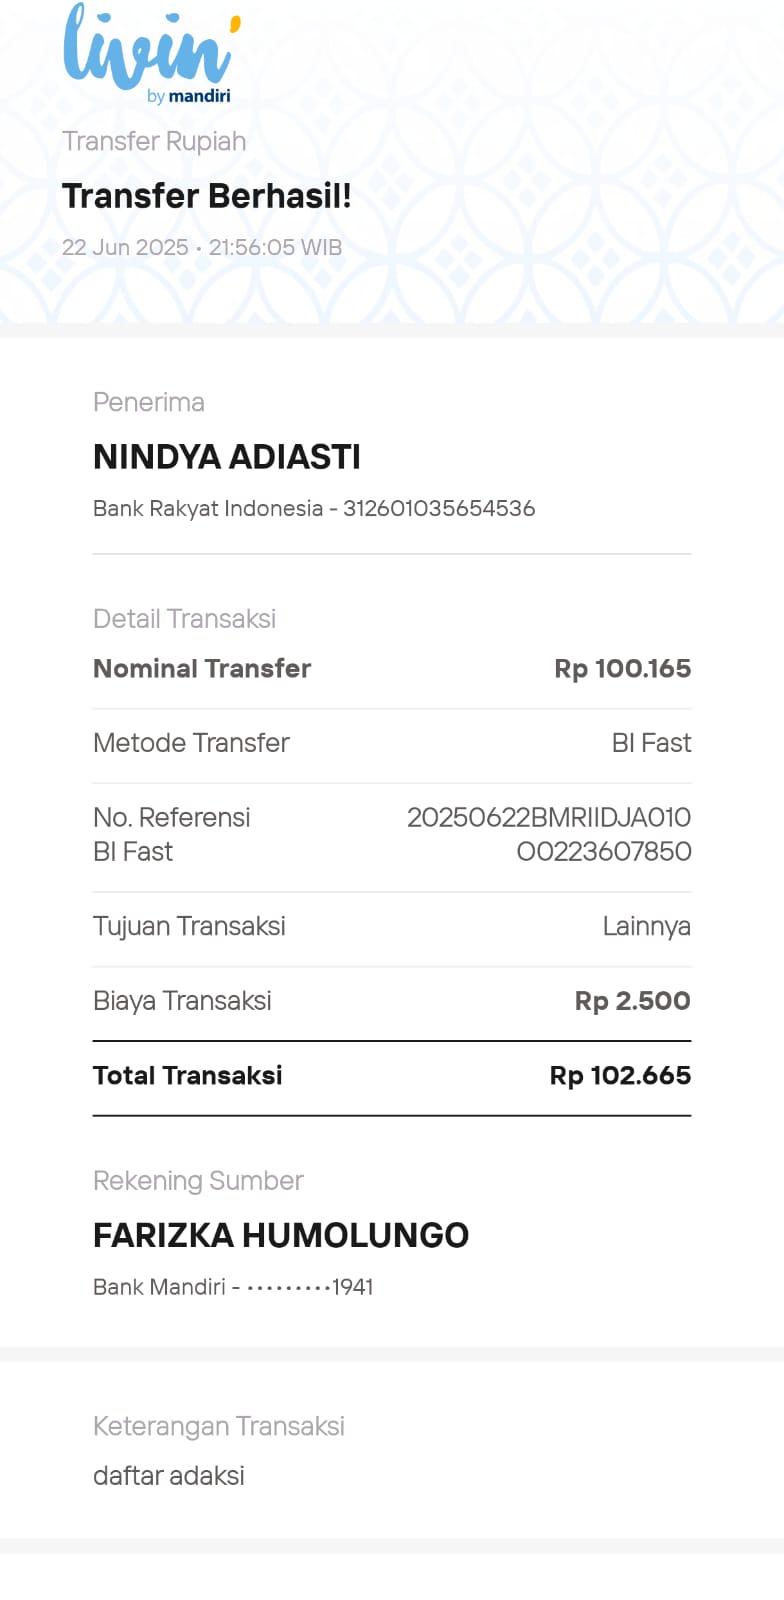 livin'
by mandiri
Transfer Rupiah
Transfer Berhasil!
22 Jun 2025 • 21:56:05 WIB
Penerima
NINDYA ADIASTI
Bank Rakyat Indonesia - 312601035654536
Detail Transaksi
Nominal Transfer Rp 100.165
Metode Transfer BI Fast
No. Referensi 20250622BMRIIDJA010
BI Fast O0223607850
Tujuan Transaksi Lainnya
Biaya Transaksi Rp 2.500
Total Transaksi Rp 102.665
Rekening Sumber
FARIZKA HUMOLUNGO
Bank Mandiri - •••••••••1941
Keterangan Transaksi
daftar adaksi